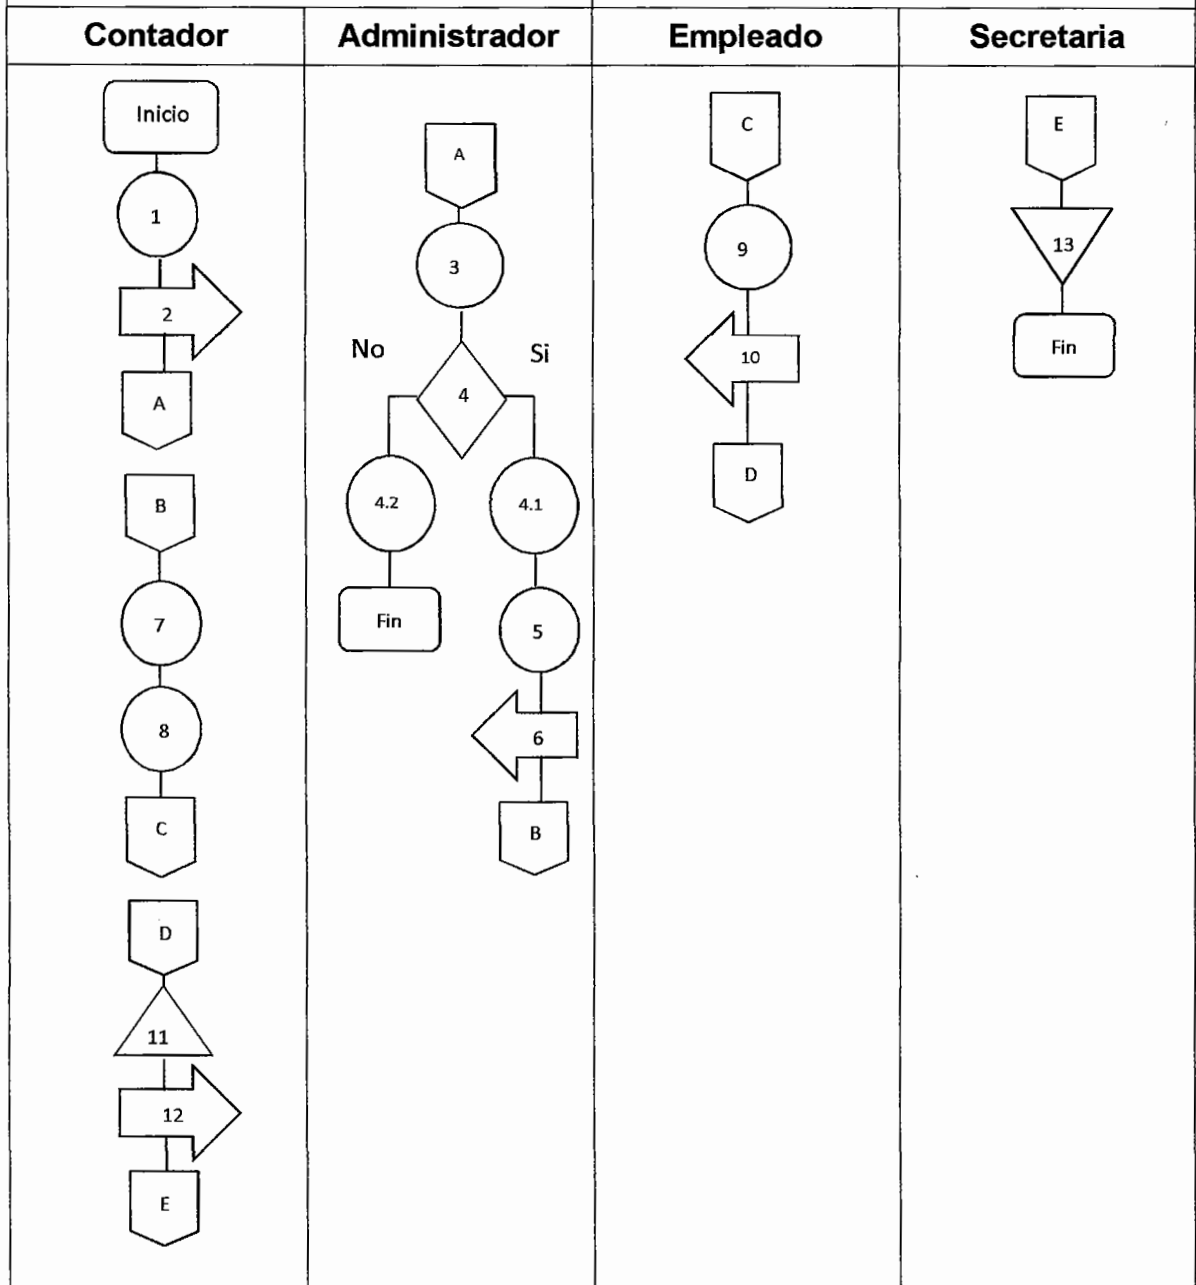 Contador
Administrador
Empleado
Secretaria
Inicio
1
2
A
B
7
8
C
D
11
12
E
A
3
No
Si
4
4.2
4.1
Fin
5
6
B
C
9
10
D
E
13
Fin